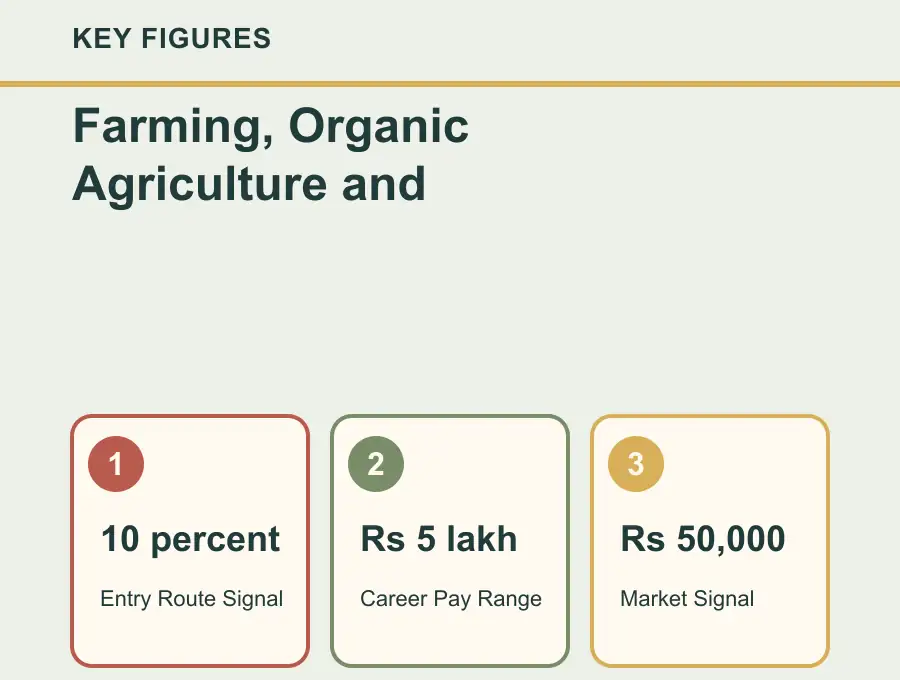 KEY FIGURES
Farming, Organic
Agriculture and
1
10 percent
Entry Route Signal
2
Rs 5 lakh
Career Pay Range
3
Rs 50,000
Market Signal